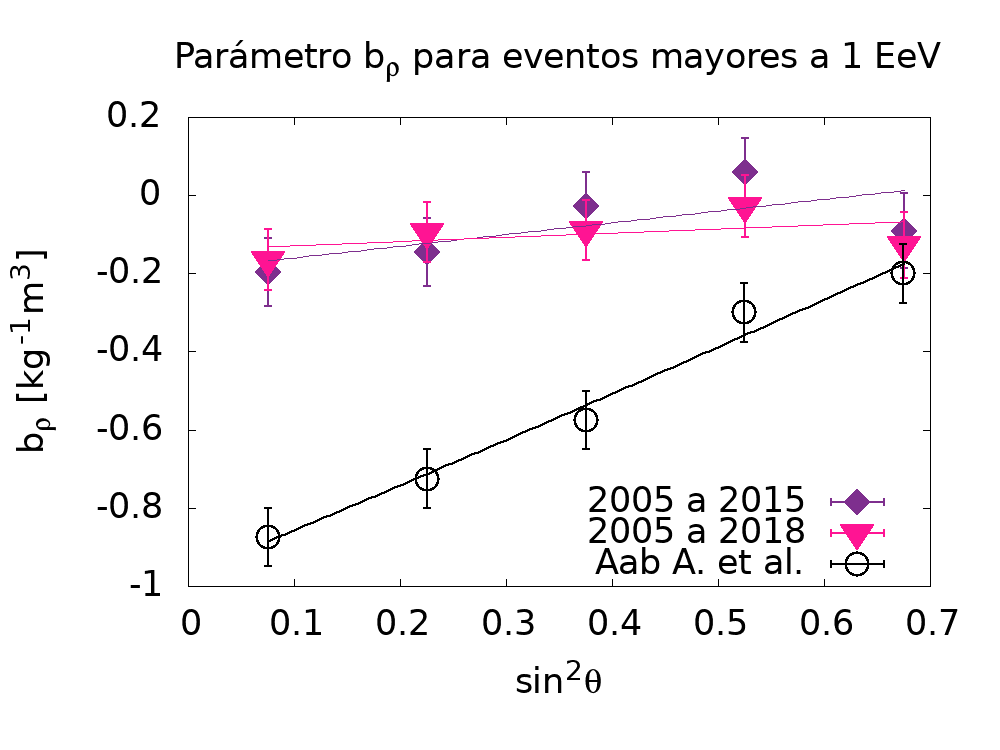 Parámetro bρ para eventos mayores a 1 EeV
0.2
0
-0.2
-0.4
-0.6
-0.8
-1
bρ [kg-1m3]
2005 a 2015
2005 a 2018
Aab A. et al.
0 0.1 0.2 0.3 0.4 0.5 0.6 0.7
sin2θ